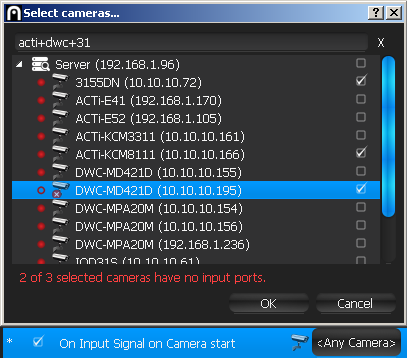 Select cameras...
acti+dwc+31 X
Server (192.168.1.96)
3155DN (10.10.10.72)
ACTi-E41 (192.168.1.170)
ACTi-E52 (192.168.1.105)
ACTi-KCM3311 (10.10.10.161)
ACTi-KCM8111 (10.10.10.166)
DWC-MD421D (10.10.10.155)
DWC-MD421D (10.10.10.195)
DWC-MPA20M (10.10.10.154)
DWC-MPA20M (10.10.10.156)
DWC-MPA20M (192.168.1.236)
IQD31S (10.10.10.61)
2 of 3 selected cameras have no input ports.
OK Cancel
* On Input Signal on Camera start <Any Camera>